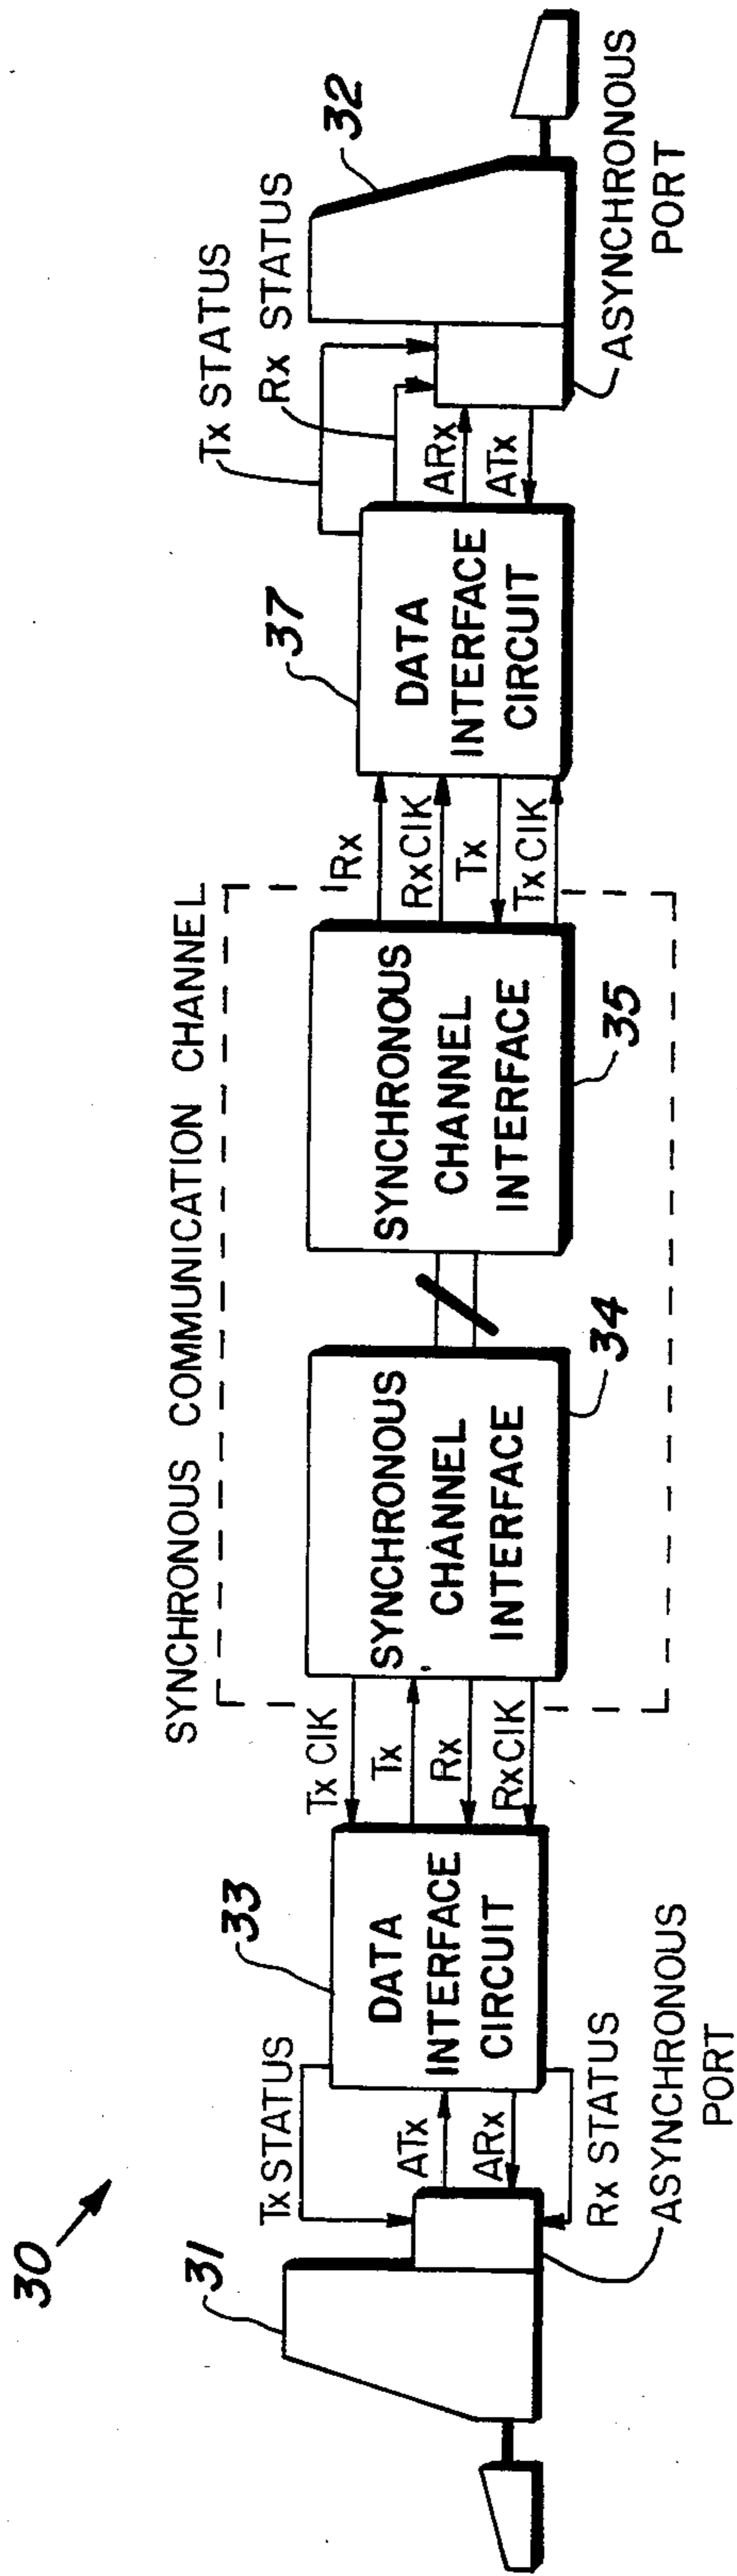 30
SYNCHRONOUS COMMUNICATION CHANNEL
31
Tx STATUS
ATx
ARx
Rx STATUS
ASYNCHRONOUS
PORT
33
DATA
INTERFACE
CIRCUIT
Tx ClK
Tx
Rx
Rx ClK
SYNCHRONOUS
CHANNEL
INTERFACE
34
SYNCHRONOUS
CHANNEL
INTERFACE
35
Rx
Rx ClK
Tx
Tx ClK
37
DATA
INTERFACE
CIRCUIT
Tx STATUS
Rx STATUS
ARx
ATx
32
ASYNCHRONOUS
PORT